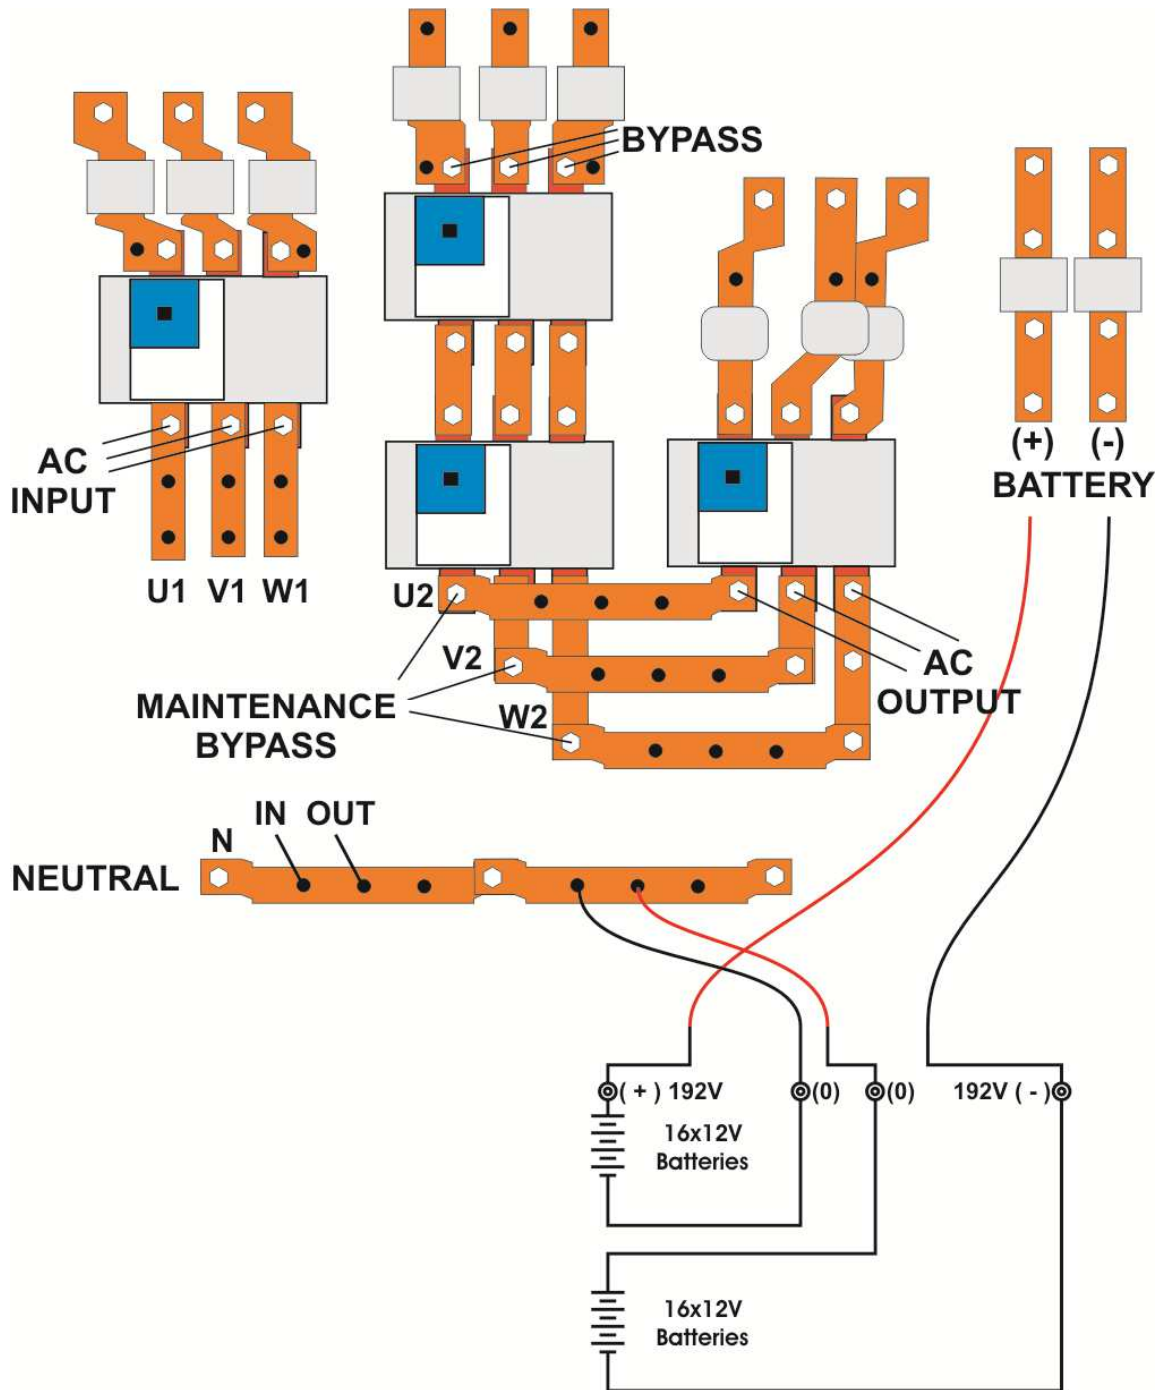 BYPASS
AC
INPUT
U1 V1 W1
(+) (-)
BATTERY
U2
V2
W2
MAINTENANCE
BYPASS
AC
OUTPUT
IN OUT
N
NEUTRAL
( + ) 192V (0) (0) 192V ( - )
16x12V
Batteries
16x12V
Batteries